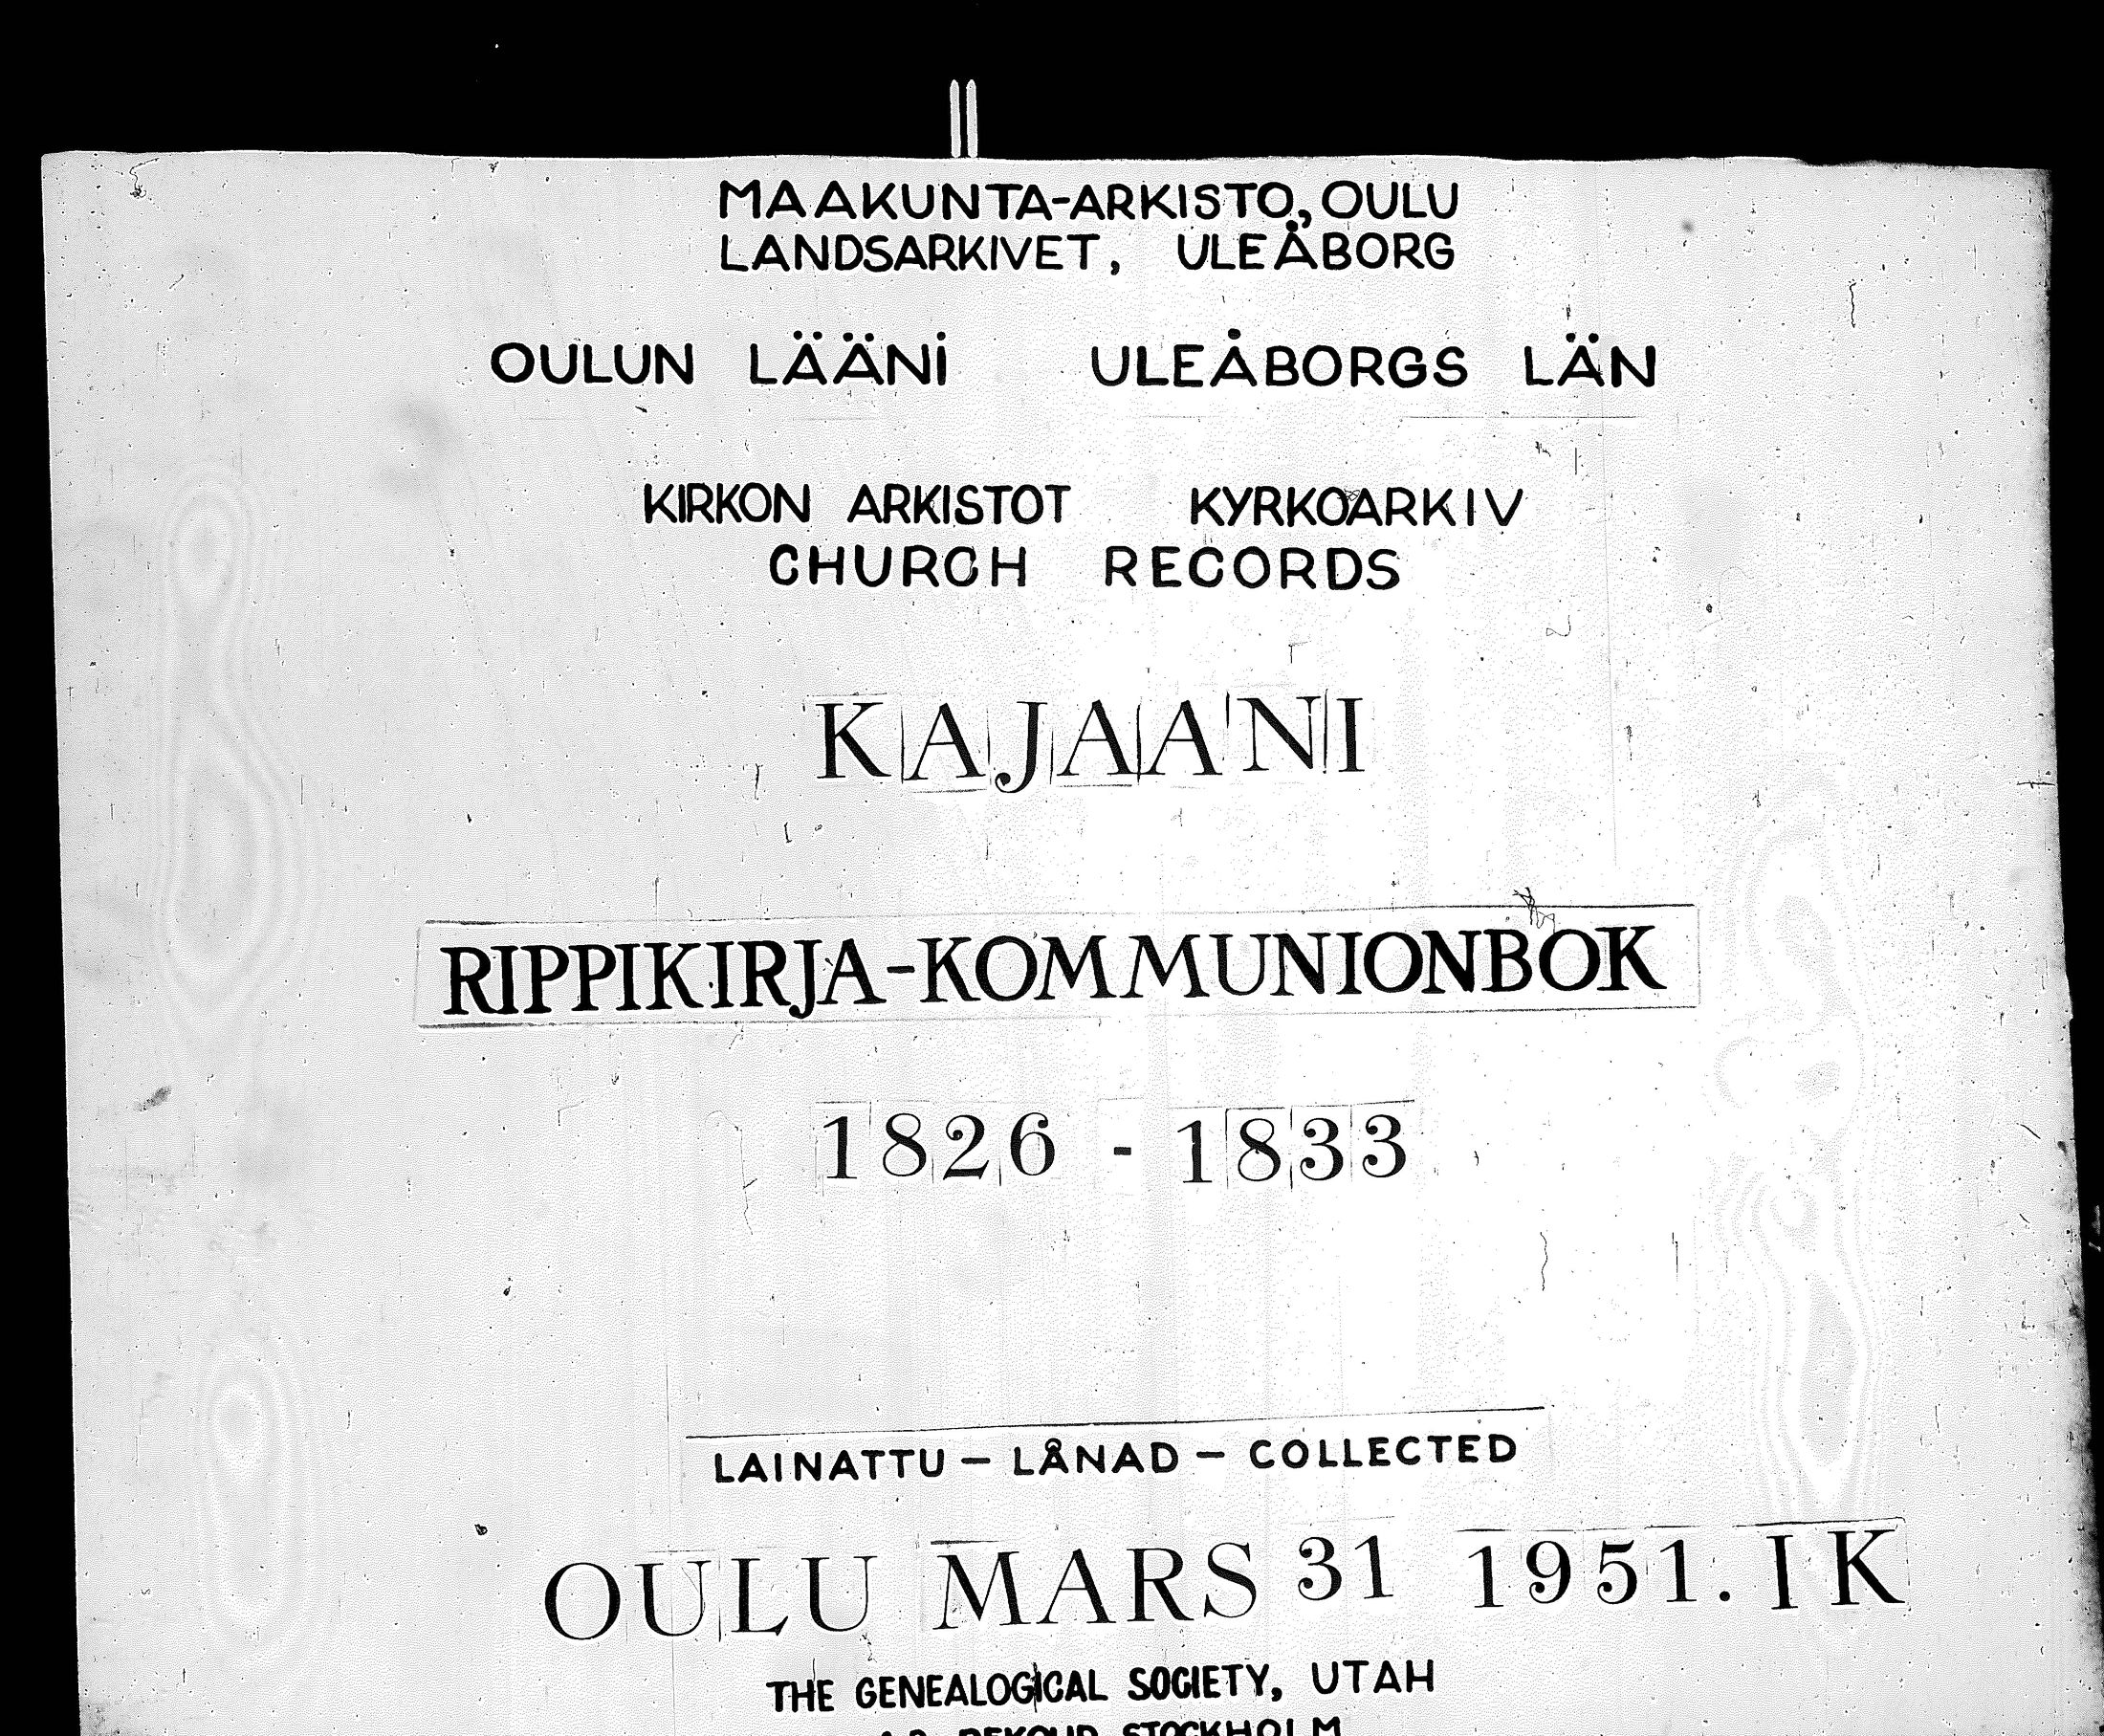 MAAKUNTA-ARKISTO, OULU
LANDSARKIVET, ULEÅBORG
OULUN LÄÄNI ULEÅBORGS LÄN
KIRKON ARKISTOT KYRKOARKIV
CHURCH RECORDS
KAJAANI
RIPPIKIRJA-KOMMUNIONBOK
1826 - 1833
LAINATTU - LÅNAD - COLLECTED
OULU MARS 31 1951. I K
THE GENEALOGICAL SOCIETY, UTAH
STOCKHOLM